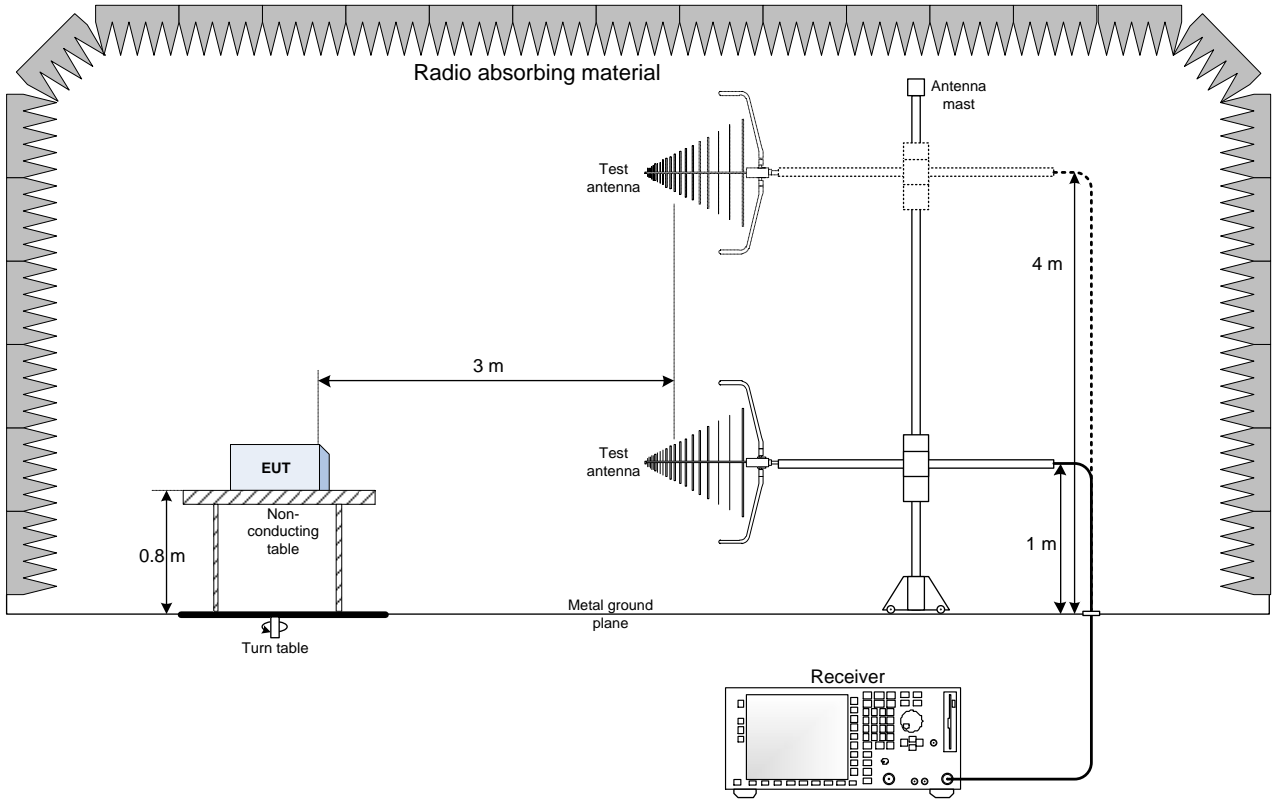 Radio absorbing material
Antenna
mast
Test
antenna
4 m
3 m
Test
antenna
EUT
Non-
conducting
table
0.8 m
1 m
Metal ground
plane
Turn table
Receiver